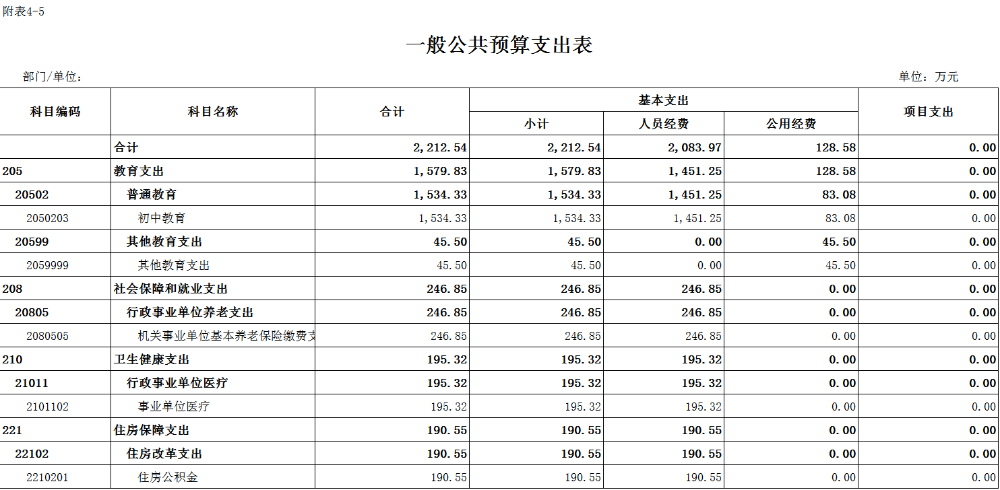 附表4-5
一般公共预算支出表
部门/单位: 单位: 万元
科目编码 科目名称 合计 基本支出 项目支出
小计 人员经费 公用经费
合计 2,212.54 2,212.54 2,083.97 128.58 0.00
205 教育支出 1,579.83 1,579.83 1,451.25 128.58 0.00
20502 普通教育 1,534.33 1,534.33 1,451.25 83.08 0.00
2050203 初中教育 1,534.33 1,534.33 1,451.25 83.08 0.00
20599 其他教育支出 45.50 45.50 0.00 45.50 0.00
2059999 其他教育支出 45.50 45.50 0.00 45.50 0.00
208 社会保障和就业支出 246.85 246.85 246.85 0.00 0.00
20805 行政事业单位养老支出 246.85 246.85 246.85 0.00 0.00
2080505 机关事业单位基本养老保险缴费支 246.85 246.85 246.85 0.00 0.00
210 卫生健康支出 195.32 195.32 195.32 0.00 0.00
21011 行政事业单位医疗 195.32 195.32 195.32 0.00 0.00
2101102 事业单位医疗 195.32 195.32 195.32 0.00 0.00
221 住房保障支出 190.55 190.55 190.55 0.00 0.00
22102 住房改革支出 190.55 190.55 190.55 0.00 0.00
2210201 住房公积金 190.55 190.55 190.55 0.00 0.00